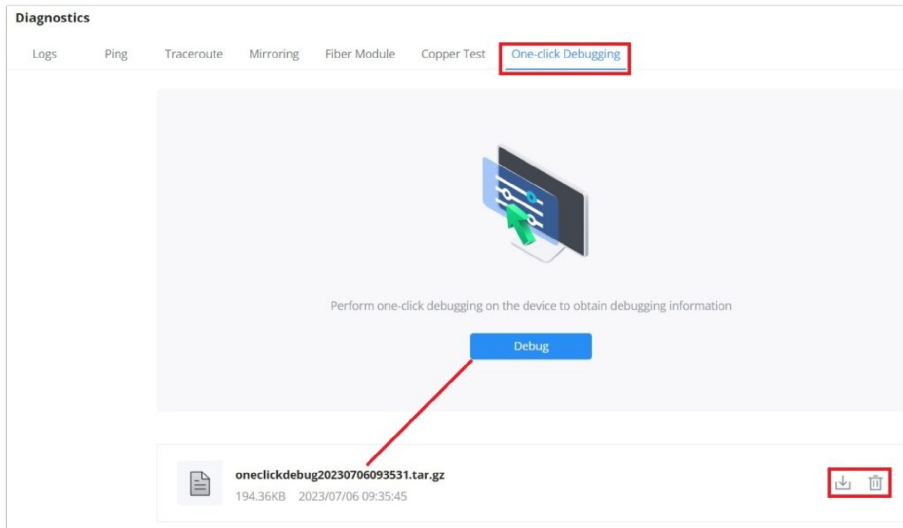 Diagnostics
Logs Ping Traceroute Mirroring Fiber Module Copper Test One-click Debugging
Perform one-click debugging on the device to obtain debugging information
Debug
oneclickdebug20230706093531.tar.gz
194.36KB 2023/07/06 09:35:45